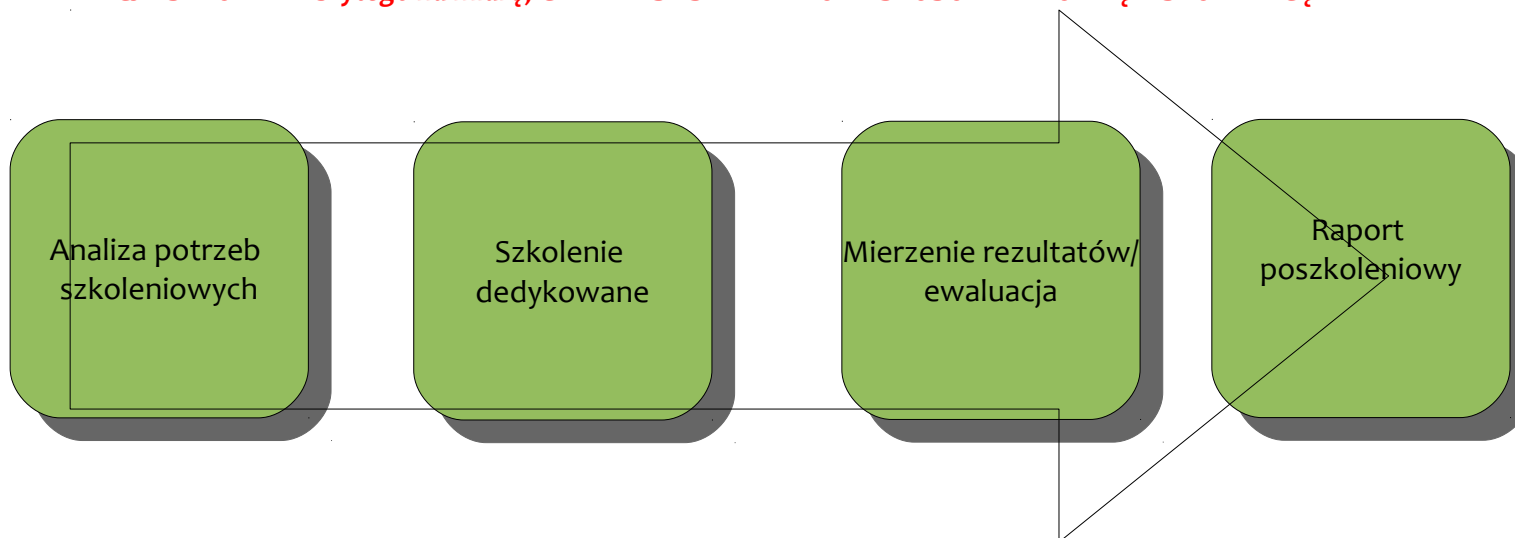 Analiza potrzeb
szkoleniowych
Szkolenie
dedykowane
Mierzenie rezultatów/
ewaluacja
Raport
poszkoleniowy